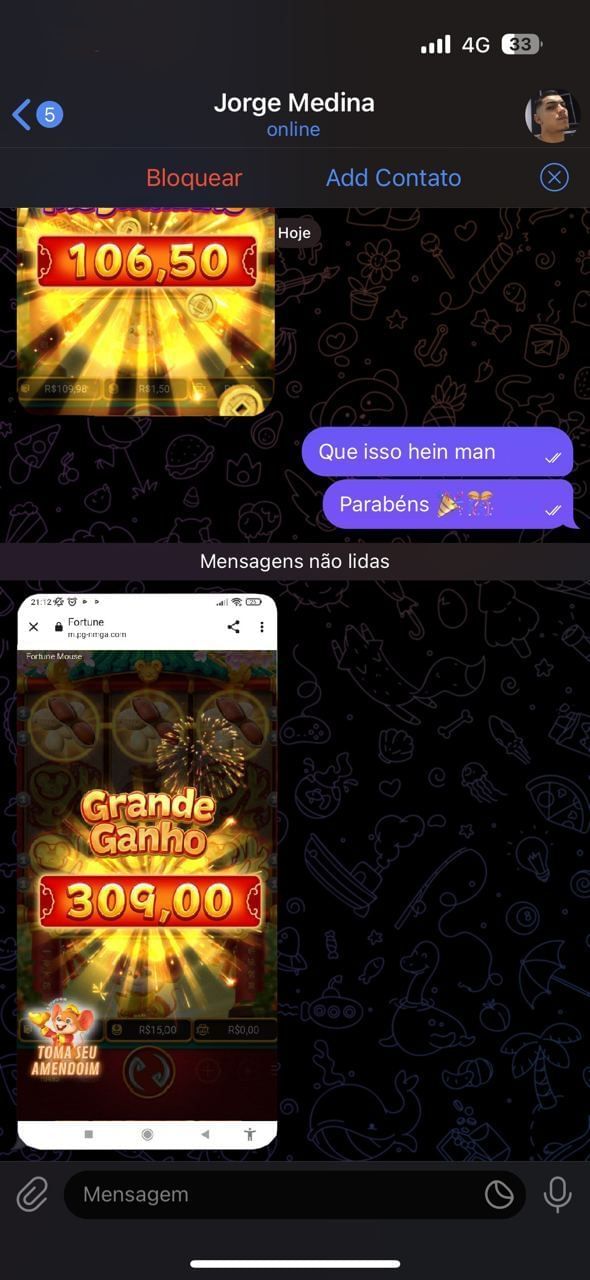 4G 33
5
Jorge Medina
online
Bloquear
Add Contato
Hoje
106,50
R$109,98
R$1,50
Que isso hein man
Parabéns 🎉🎊
Mensagens não lidas
21:12
Fortune
m.pg-nmga.com
Fortune Mouse
Grande
Ganho
309,00
R$15,00
R$0,00
TOMA SEU
AMENDOIM
Mensagem